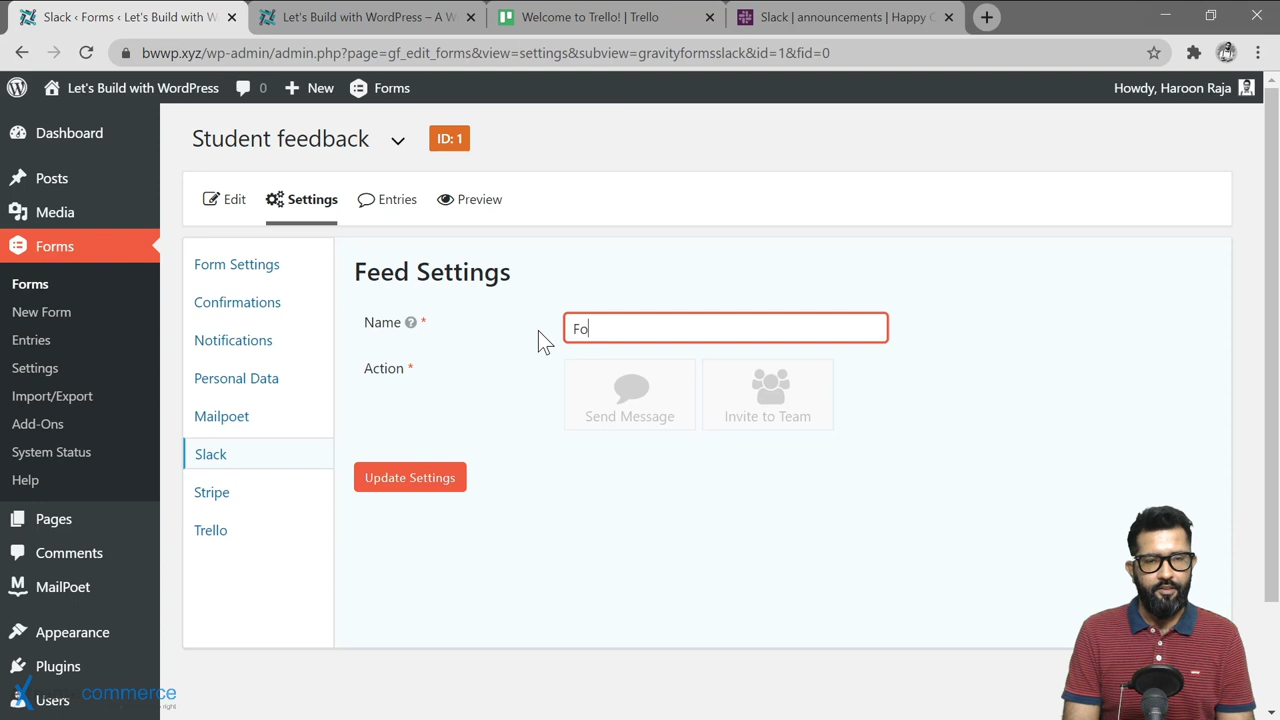 Slack ‹ Forms ‹ Let's Build with W
Let's Build with WordPress – A W
Welcome to Trello! | Trello
Slack | announcements | Happy C
bwwp.xyz/wp-admin/admin.php?page=gf_edit_forms&view=settings&subview=gravityformsslack&id=1&fid=0
Let's Build with WordPress
0
New
Forms
Howdy, Haroon Raja
Dashboard
Posts
Media
Forms
Forms
New Form
Entries
Settings
Import/Export
Add-Ons
System Status
Help
Pages
Comments
MailPoet
Appearance
Plugins
Users
Student feedback
ID: 1
Edit
Settings
Entries
Preview
Form Settings
Confirmations
Notifications
Personal Data
Mailpoet
Slack
Stripe
Trello
Feed Settings
Name ? *
Fo
Action *
Send Message
Invite to Team
Update Settings
commerce
right